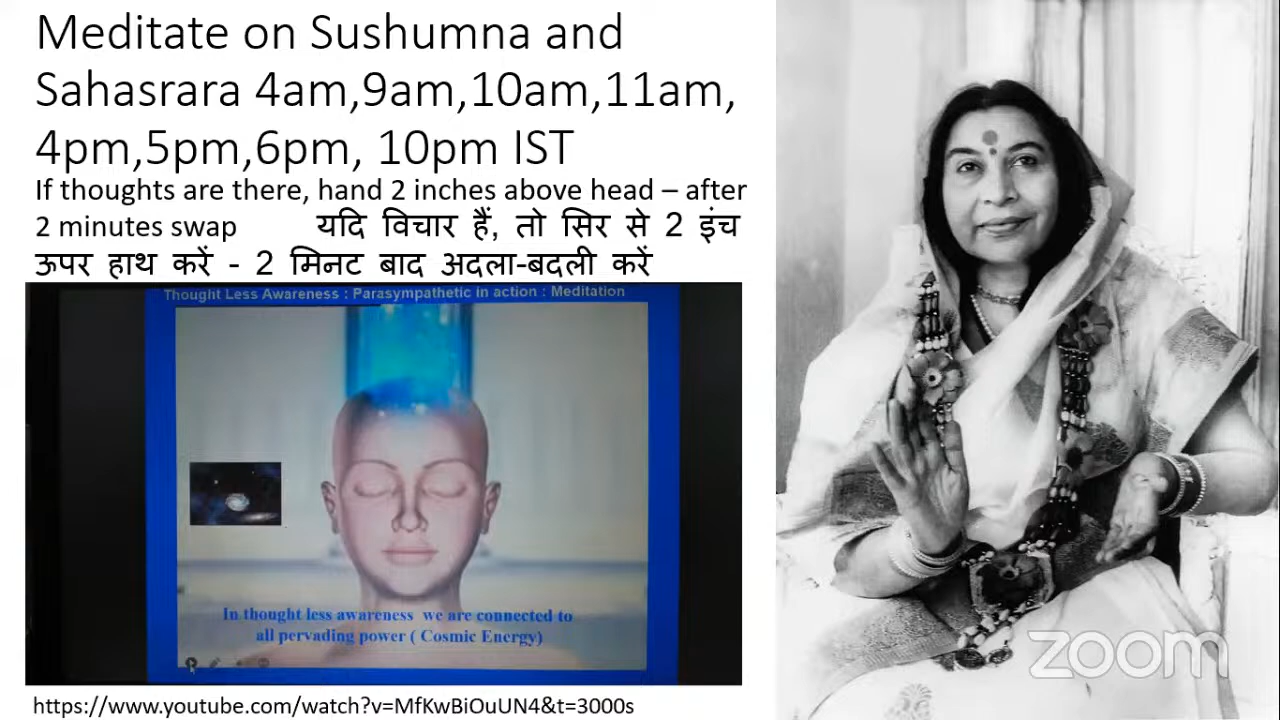 Meditate on Sushumna and
Sahasrara 4am,9am,10am,11am,
4pm,5pm,6pm, 10pm IST
If thoughts are there, hand 2 inches above head – after
2 minutes swap यदि विचार हैं, तो सिर से 2 इंच
ऊपर हाथ करें - 2 मिनट बाद अदला-बदली करें
Thought Less Awareness : Parasympathetic in action : Meditation
In thought less awareness we are connected to
all pervading power ( Cosmic Energy)
https://www.youtube.com/watch?v=MfKwBiOuUN4&t=3000s
zoom